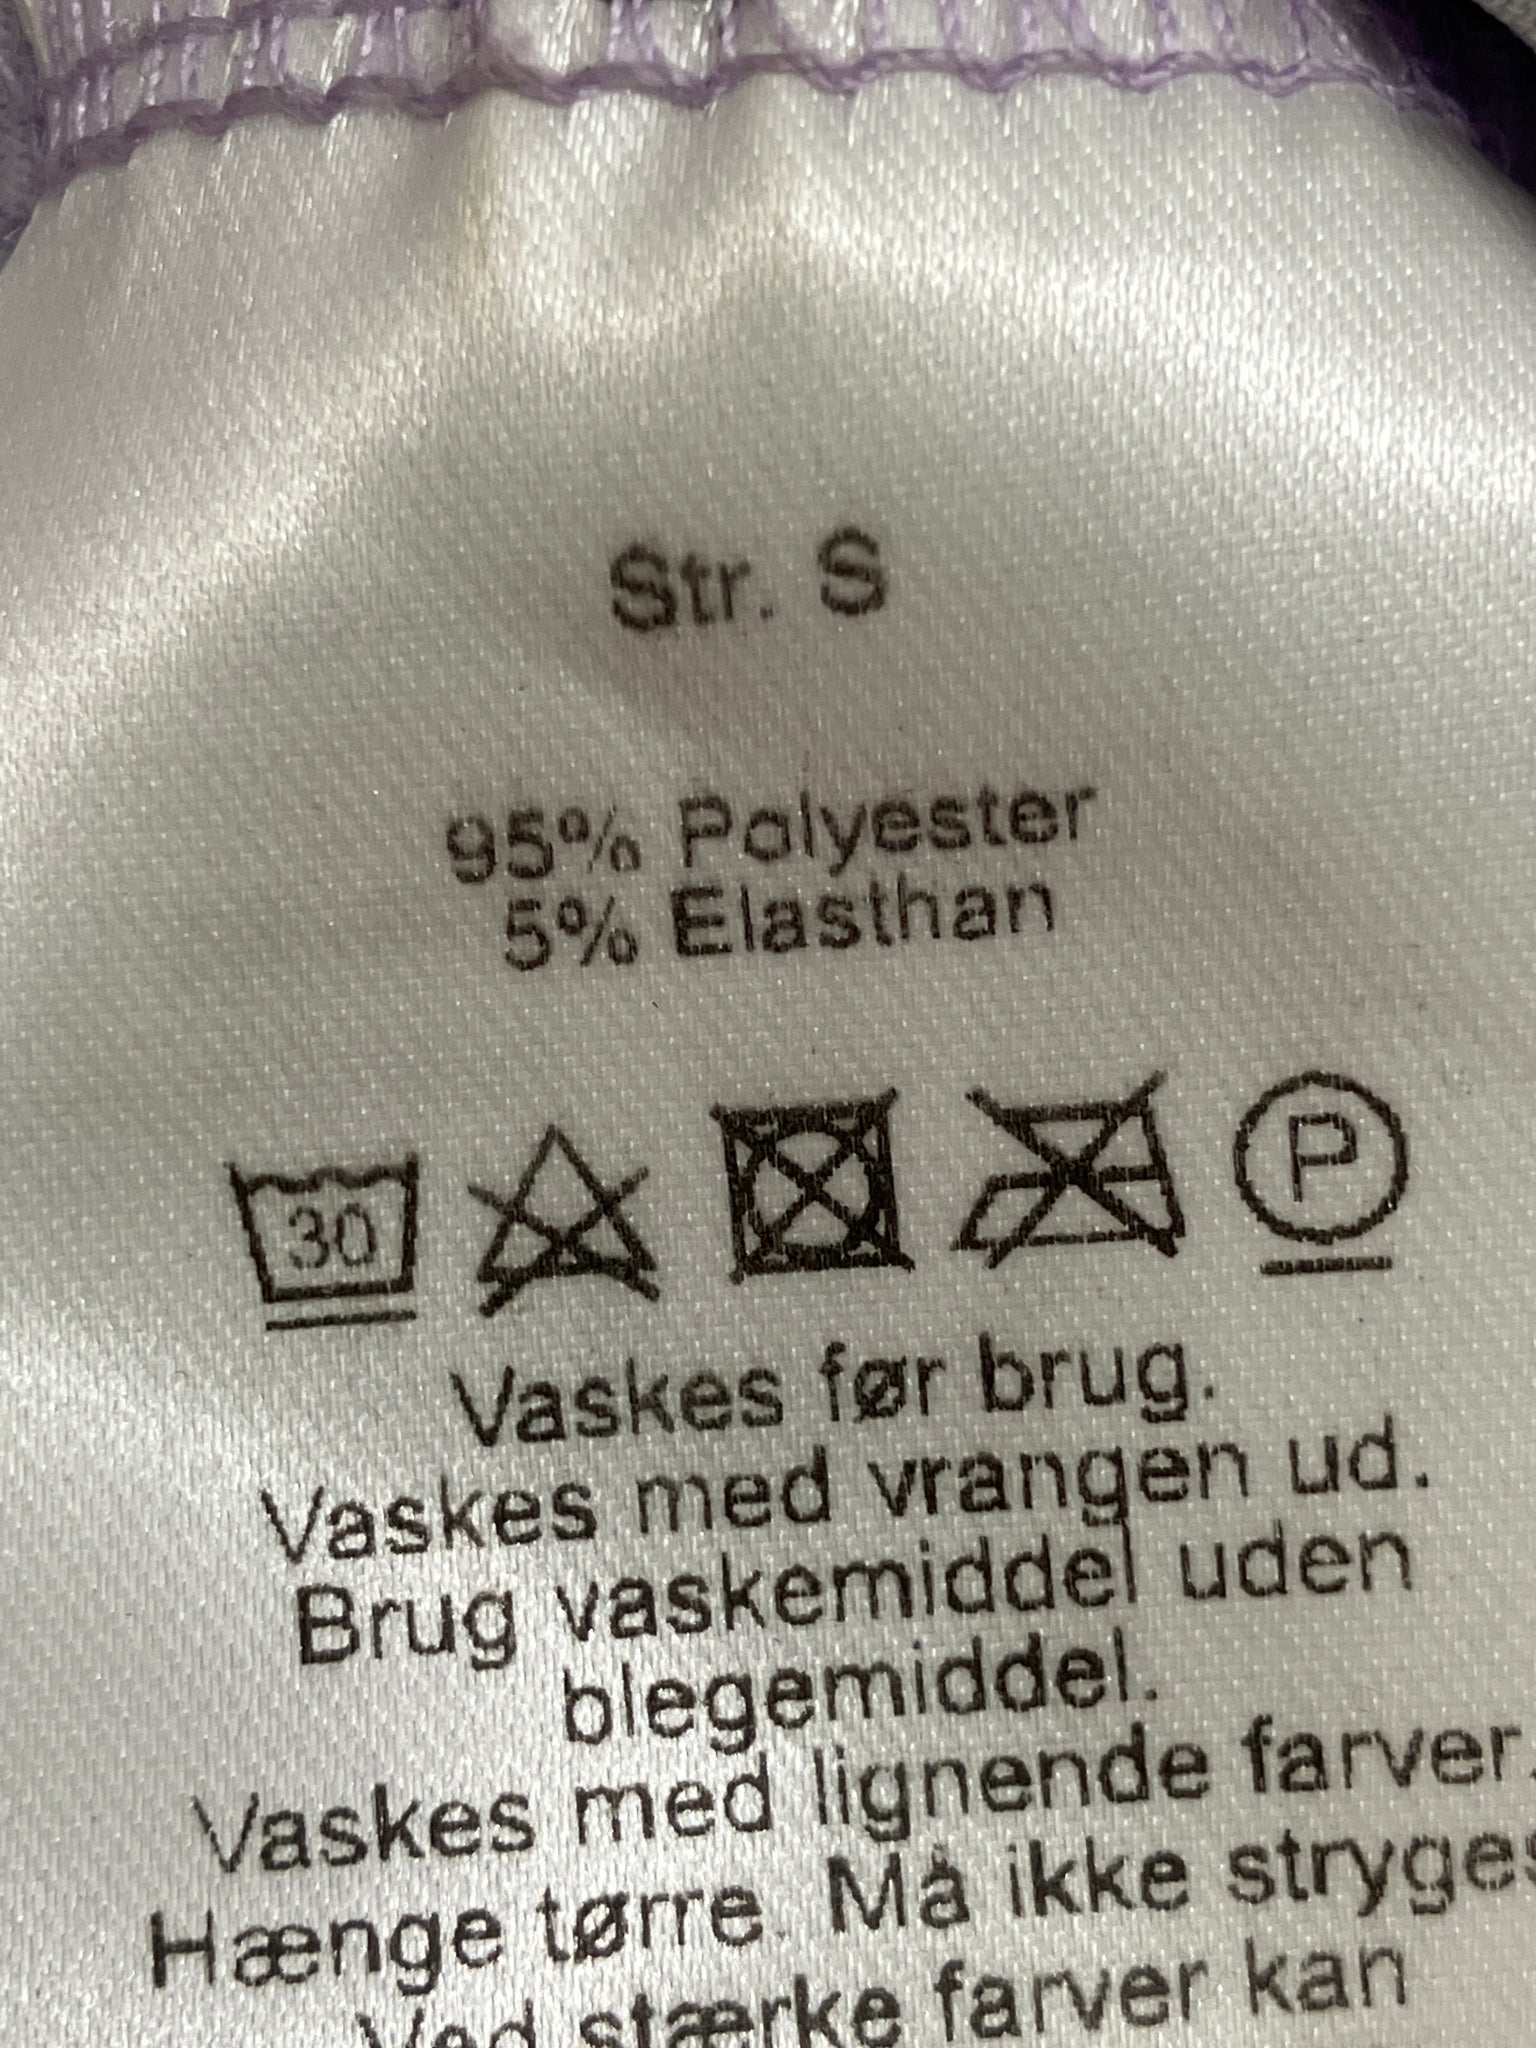 Str. S
95% Polyester
5% Elasthan
30 P
Vaskes før brug.
Vaskes med vrangen ud.
Brug vaskemiddel uden
blegemiddel.
Vaskes med lignende farver.
Hænge tørre. Må ikke stryges
Ved stærke farver kan